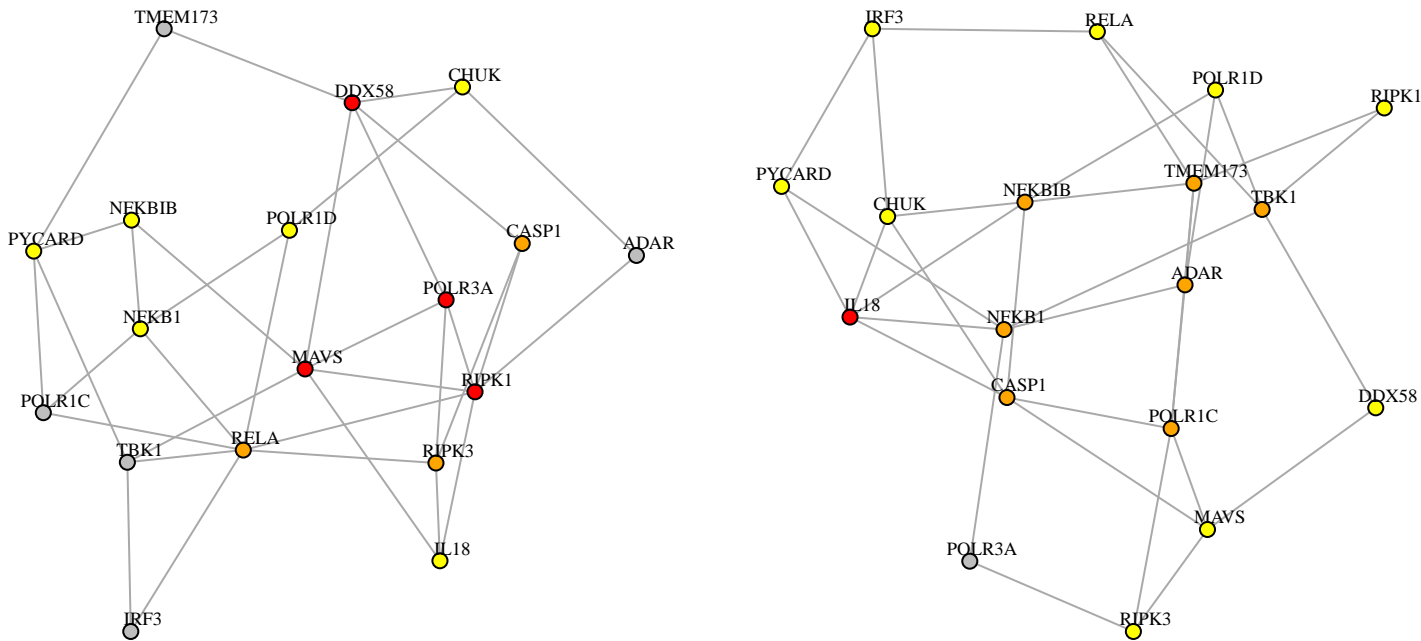 TMEM173
DDX58
CHUK
NFKBIB
POLR1D
PYCARD
CASP1
ADAR
POLR3A
NFKB1
MAVS
RIPK1
POLR1C
TBK1
RELA
RIPK3
IL18
IRF3
IRF3
RELA
POLR1D
RIPK1
PYCARD
TMEM173
NFKBIB
CHUK
TBK1
ADAR
IL18
NFKB1
CASP1
DDX58
POLR1C
MAVS
POLR3A
RIPK3